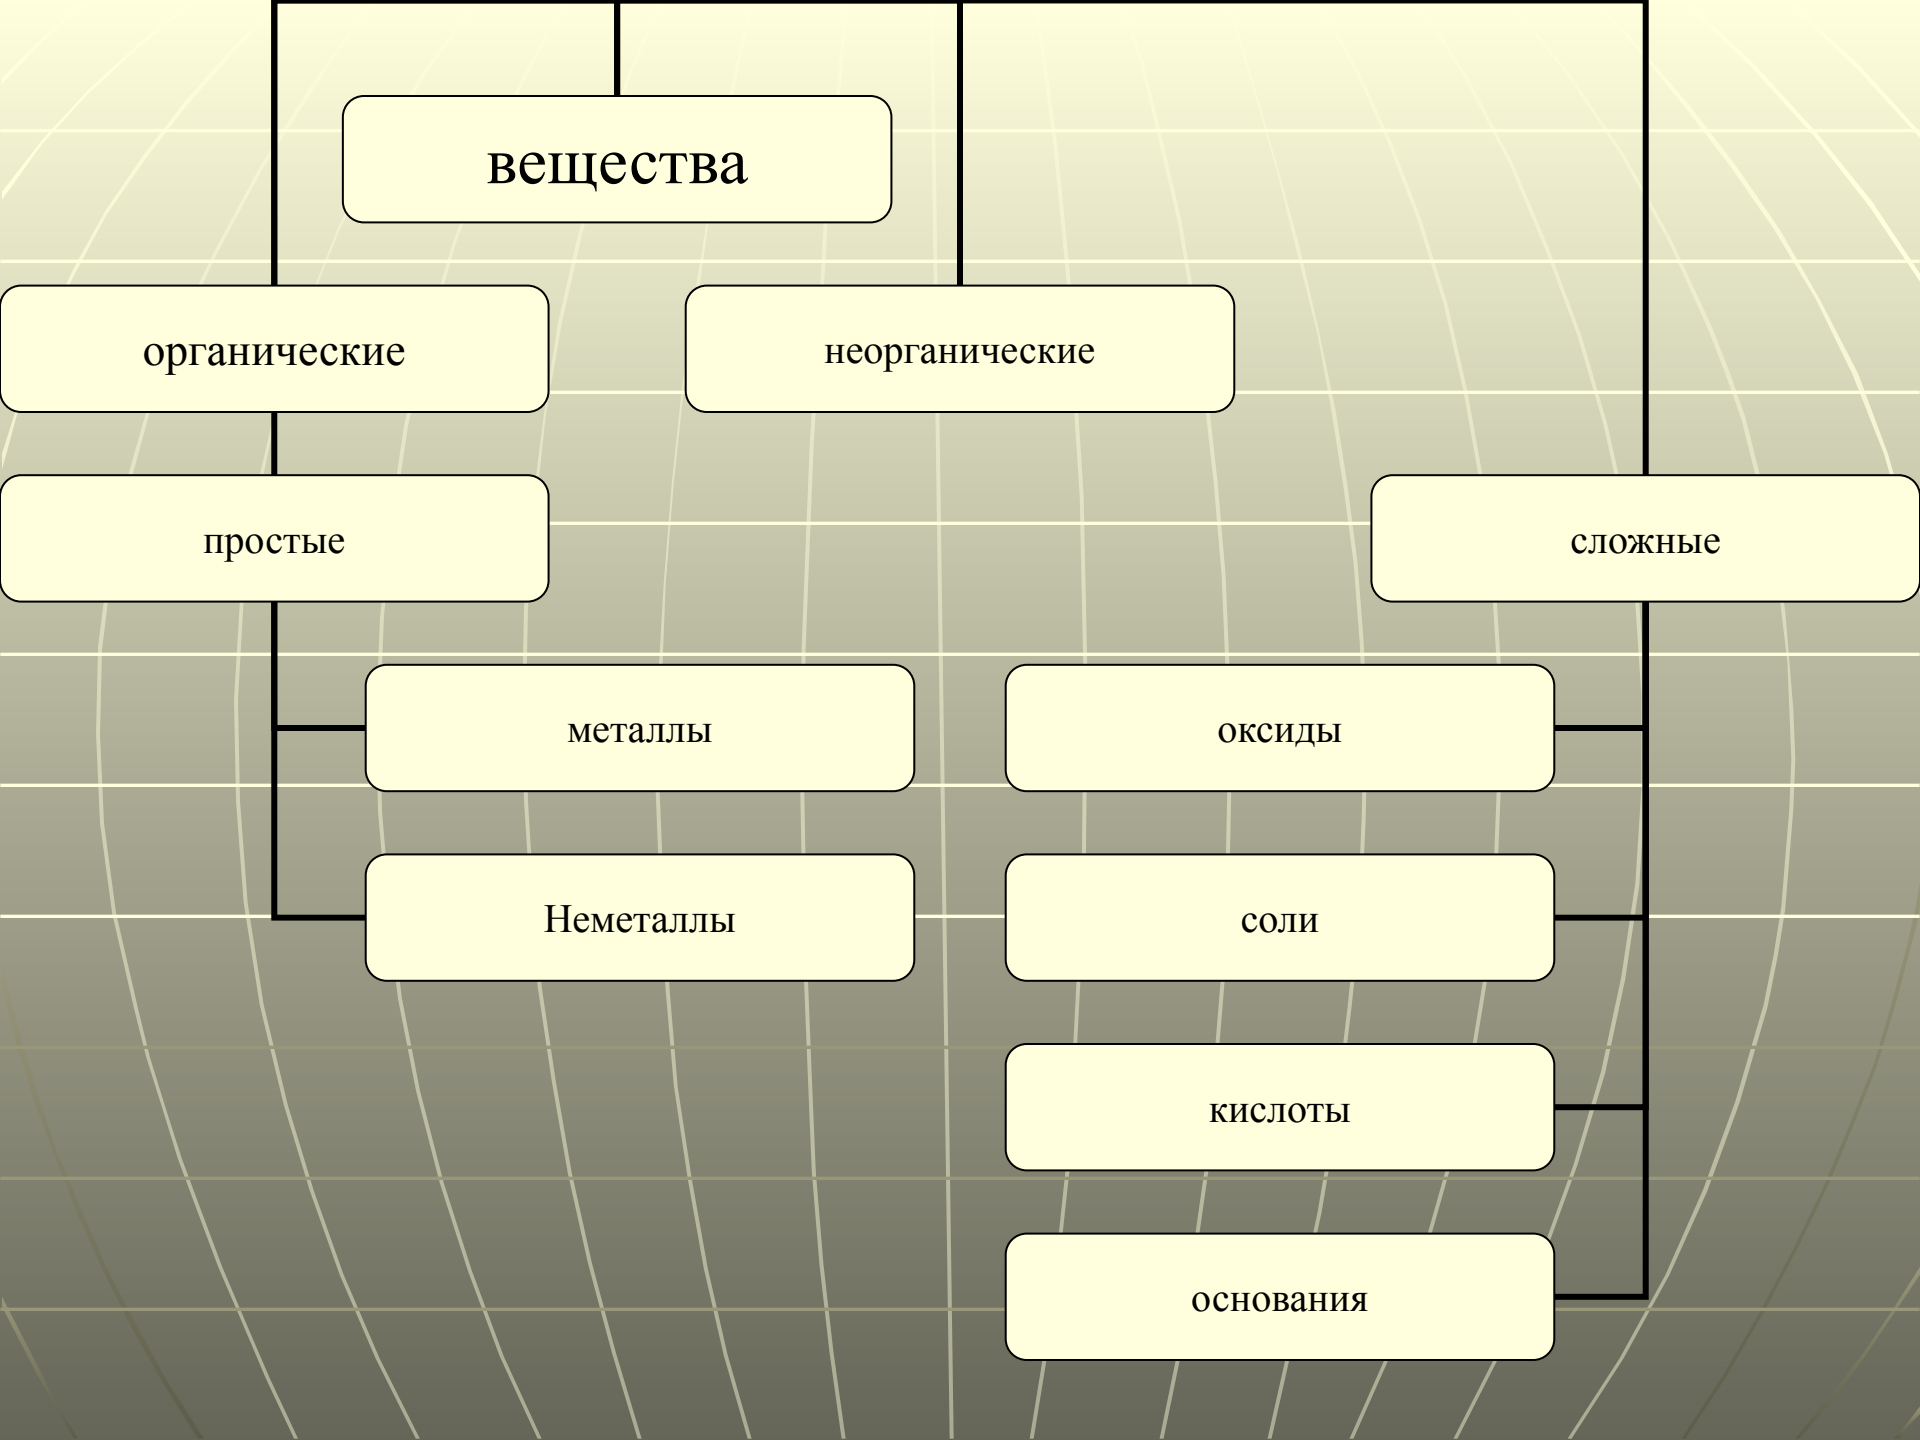 вещества
органические
неорганические
простые
сложные
металлы
оксиды
Неметаллы
соли
кислоты
основания